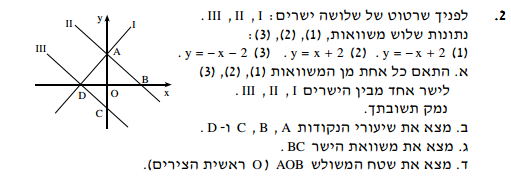 .2 לפניך שרטוט של שלושה ישרים: I , II , III .
נתונות שלוש משוואות, (1), (2), (3):
(1) y = −x + 2 . (2) y = x + 2 . (3) y = −x − 2 .
א. התאם כל אחת מן המשוואות (1), (2), (3)
לישר אחד מבין הישרים I , II , III .
נמק תשובתך.
ב. מצא את שיעורי הנקודות A , B , C ו- D .
ג. מצא את משוואת הישר BC .
ד. מצא את שטח המשולש AOB (O ראשית הצירים).
y
II
I
III
A
D
O
B
x
C